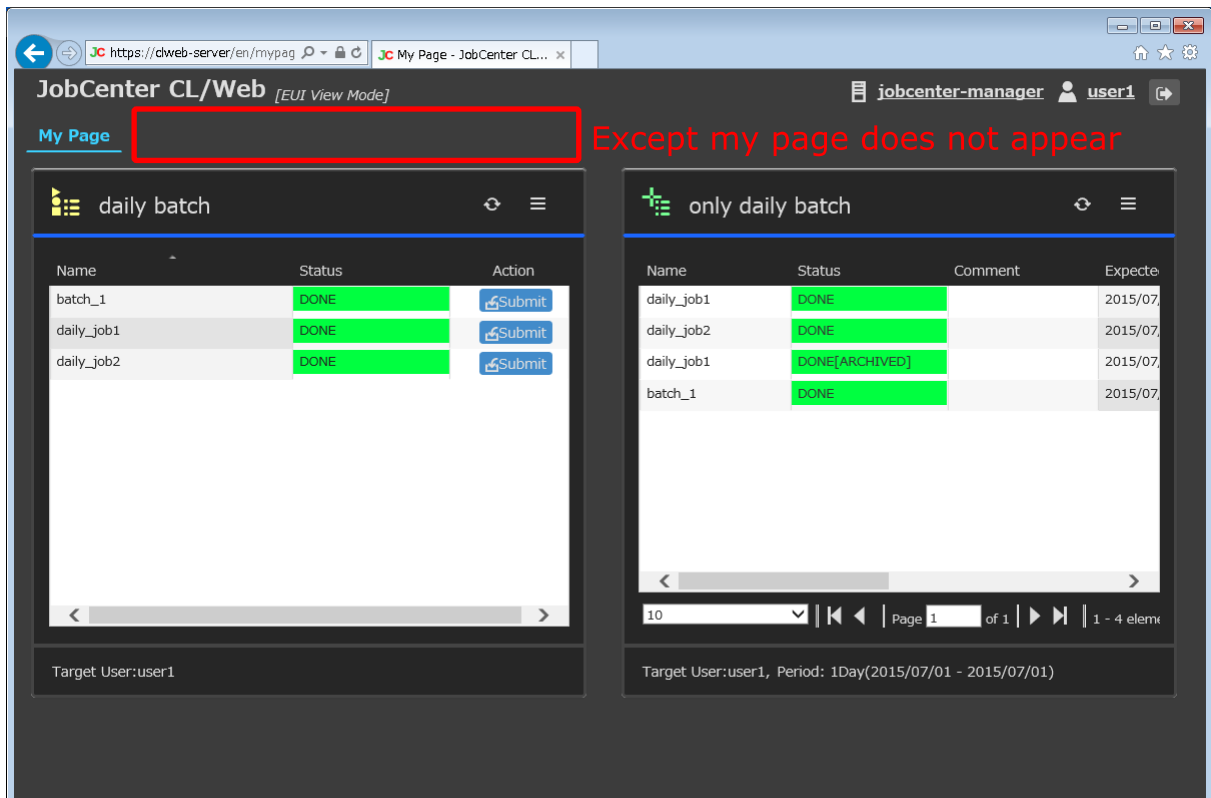 https://clweb-server/en/mypag
JC My Page - JobCenter CL...
JobCenter CL/Web [EUI View Mode]
jobcenter-manager user1
My Page
Except my page does not appear
daily batch
Name Status Action
batch_1 DONE Submit
daily_job1 DONE Submit
daily_job2 DONE Submit
Target User:user1
only daily batch
Name Status Comment Expecte
daily_job1 DONE 2015/07/
daily_job2 DONE 2015/07/
daily_job1 DONE[ARCHIVED] 2015/07/
batch_1 DONE 2015/07/
10 Page 1 of 1 1 - 4 eleme
Target User:user1, Period: 1Day(2015/07/01 - 2015/07/01)